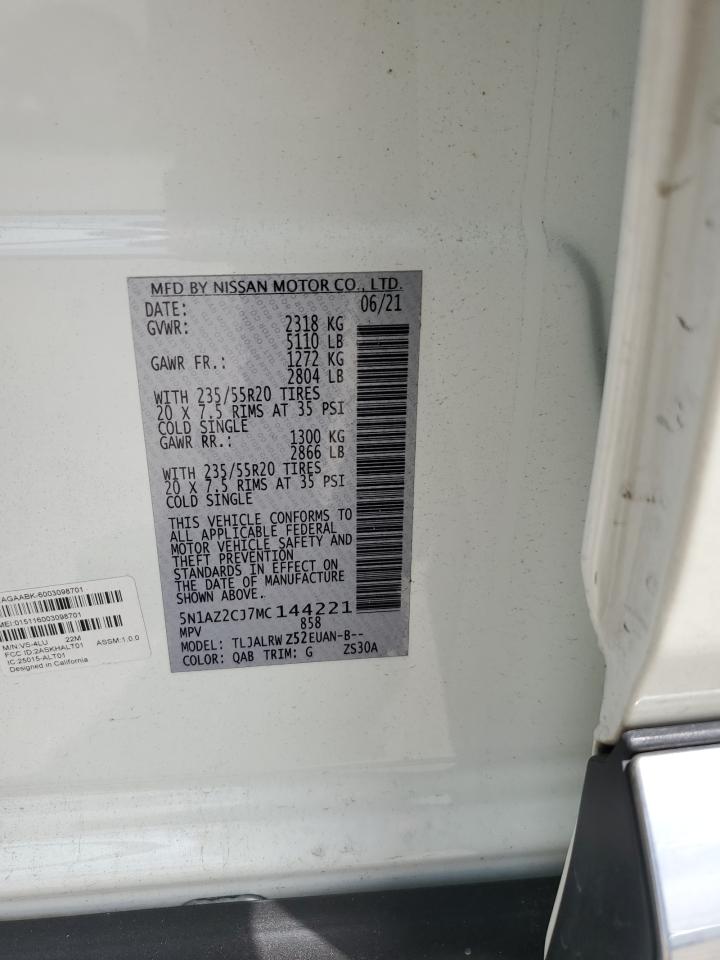 MFD BY NISSAN MOTOR CO., LTD.
DATE: 06/21
GVWR: 2318 KG
5110 LB
GAWR FR.: 1272 KG
2804 LB
WITH 235/55R20 TIRES
20 X 7.5 RIMS AT 35 PSI
COLD SINGLE
GAWR RR.: 1300 KG
2866 LB
WITH 235/55R20 TIRES
20 X 7.5 RIMS AT 35 PSI
COLD SINGLE
THIS VEHICLE CONFORMS TO
ALL APPLICABLE FEDERAL
MOTOR VEHICLE SAFETY AND
THEFT PREVENTION
STANDARDS IN EFFECT ON
THE DATE OF MANUFACTURE
SHOWN ABOVE.
5N1AZ2CJ7MC144221
MPV 858
MODEL: TLJALRW Z52EUAN-B--
COLOR: QAB TRIM: G ZS30A
AGAABK-6003098701
MEI:015116003098701
M/N:VS-4LU 22M
FCC ID:2ASKHALT01 ASSM:1.0.0
IC:25015-ALT01
Designed in California